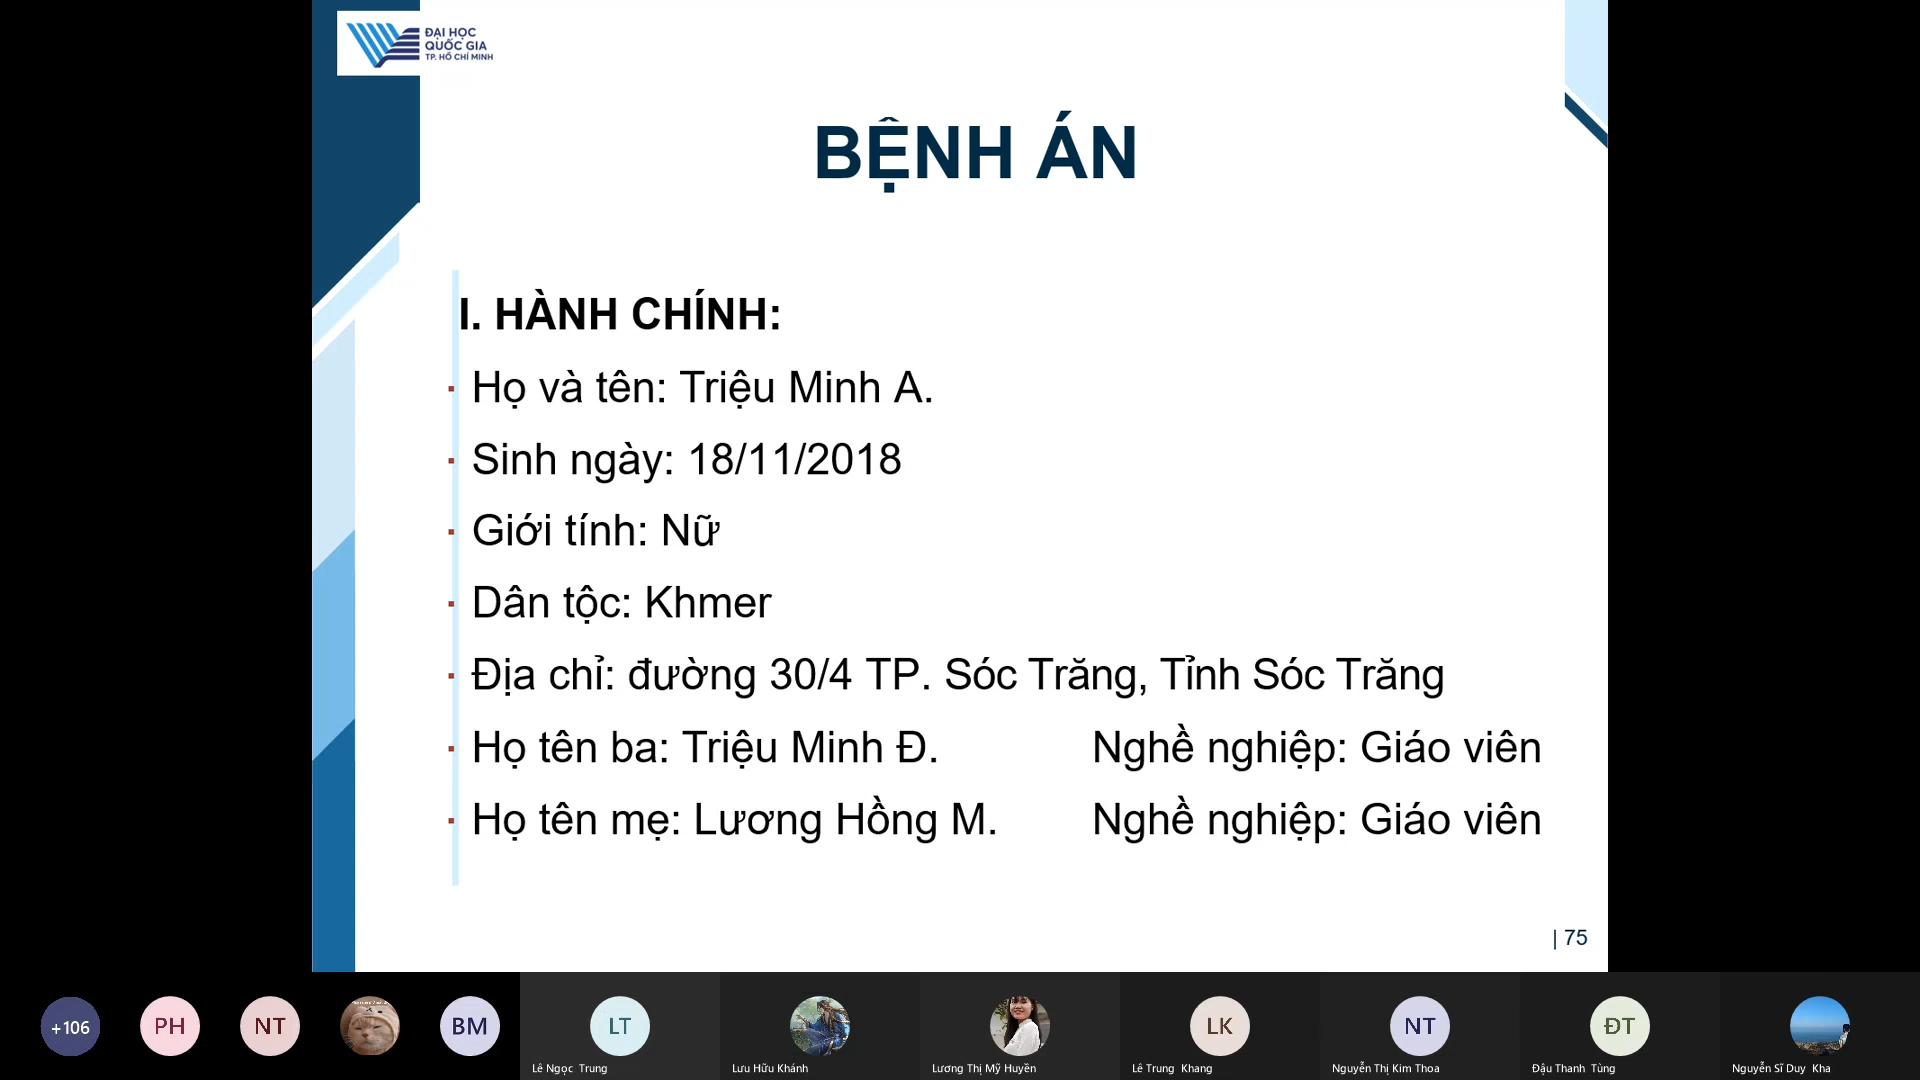 ĐẠI HỌC
QUỐC GIA
TP. HỒ CHÍ MINH
BỆNH ÁN
I. HÀNH CHÍNH:
Họ và tên: Triệu Minh A.
Sinh ngày: 18/11/2018
Giới tính: Nữ
Dân tộc: Khmer
Địa chỉ: đường 30/4 TP. Sóc Trăng, Tỉnh Sóc Trăng
Họ tên ba: Triệu Minh Đ. Nghề nghiệp: Giáo viên
Họ tên mẹ: Lương Hồng M. Nghề nghiệp: Giáo viên
| 75
+106 PH NT BM LT LK NT ĐT
Lê Ngọc Trung Lưu Hữu Khánh Lương Thị Mỹ Huyền Lê Trung Khang Nguyễn Thị Kim Thoa Đậu Thanh Tùng Nguyễn Sĩ Duy Kha